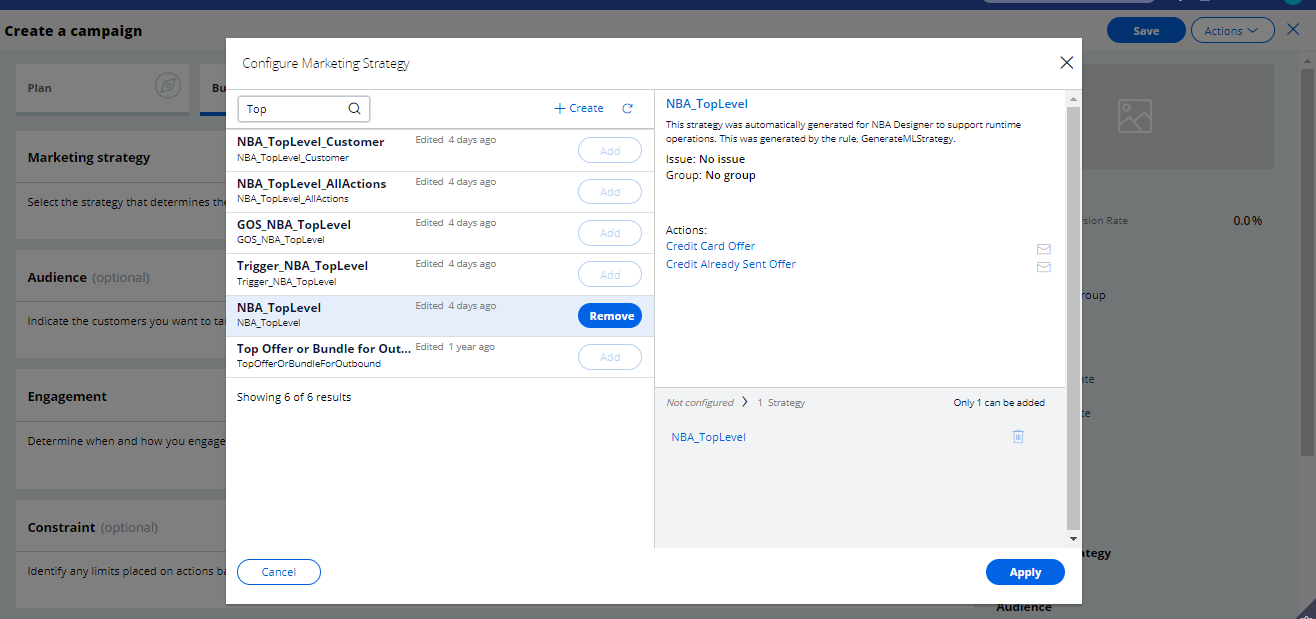 Create a campaign
Save
Actions
Plan
Bu
Marketing strategy
Select the strategy that determines the
Audience (optional)
Indicate the customers you want to ta
Engagement
Determine when and how you engage
Constraint (optional)
Identify any limits placed on actions ba
Configure Marketing Strategy
Top
Create
NBA_TopLevel_Customer
Edited 4 days ago
NBA_TopLevel_Customer
Add
NBA_TopLevel_AllActions
Edited 4 days ago
NBA_TopLevel_AllActions
Add
GOS_NBA_TopLevel
Edited 4 days ago
GOS_NBA_TopLevel
Add
Trigger_NBA_TopLevel
Edited 4 days ago
Trigger_NBA_TopLevel
Add
NBA_TopLevel
Edited 4 days ago
NBA_TopLevel
Remove
Top Offer or Bundle for Out...
Edited 1 year ago
TopOfferOrBundleForOutbound
Add
Showing 6 of 6 results
NBA_TopLevel
This strategy was automatically generated for NBA Designer to support runtime
operations. This was generated by the rule, GenerateMLStrategy.
Issue: No issue
Group: No group
Actions:
Credit Card Offer
Credit Already Sent Offer
Not configured
1 Strategy
Only 1 can be added
NBA_TopLevel
Cancel
Apply
sion Rate
0.0%
oup
te
te
tegy
Audience